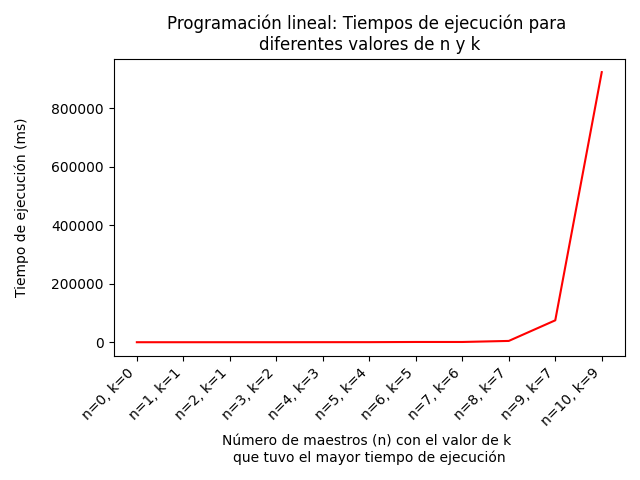 Programación lineal: Tiempos de ejecución para
diferentes valores de n y k
Tiempo de ejecución (ms)
800000
600000
400000
200000
0
n=0, k=0
n=1, k=1
n=2, k=1
n=3, k=2
n=4, k=3
n=5, k=4
n=6, k=5
n=7, k=6
n=8, k=7
n=9, k=7
n=10, k=9
Número de maestros (n) con el valor de k
que tuvo el mayor tiempo de ejecución